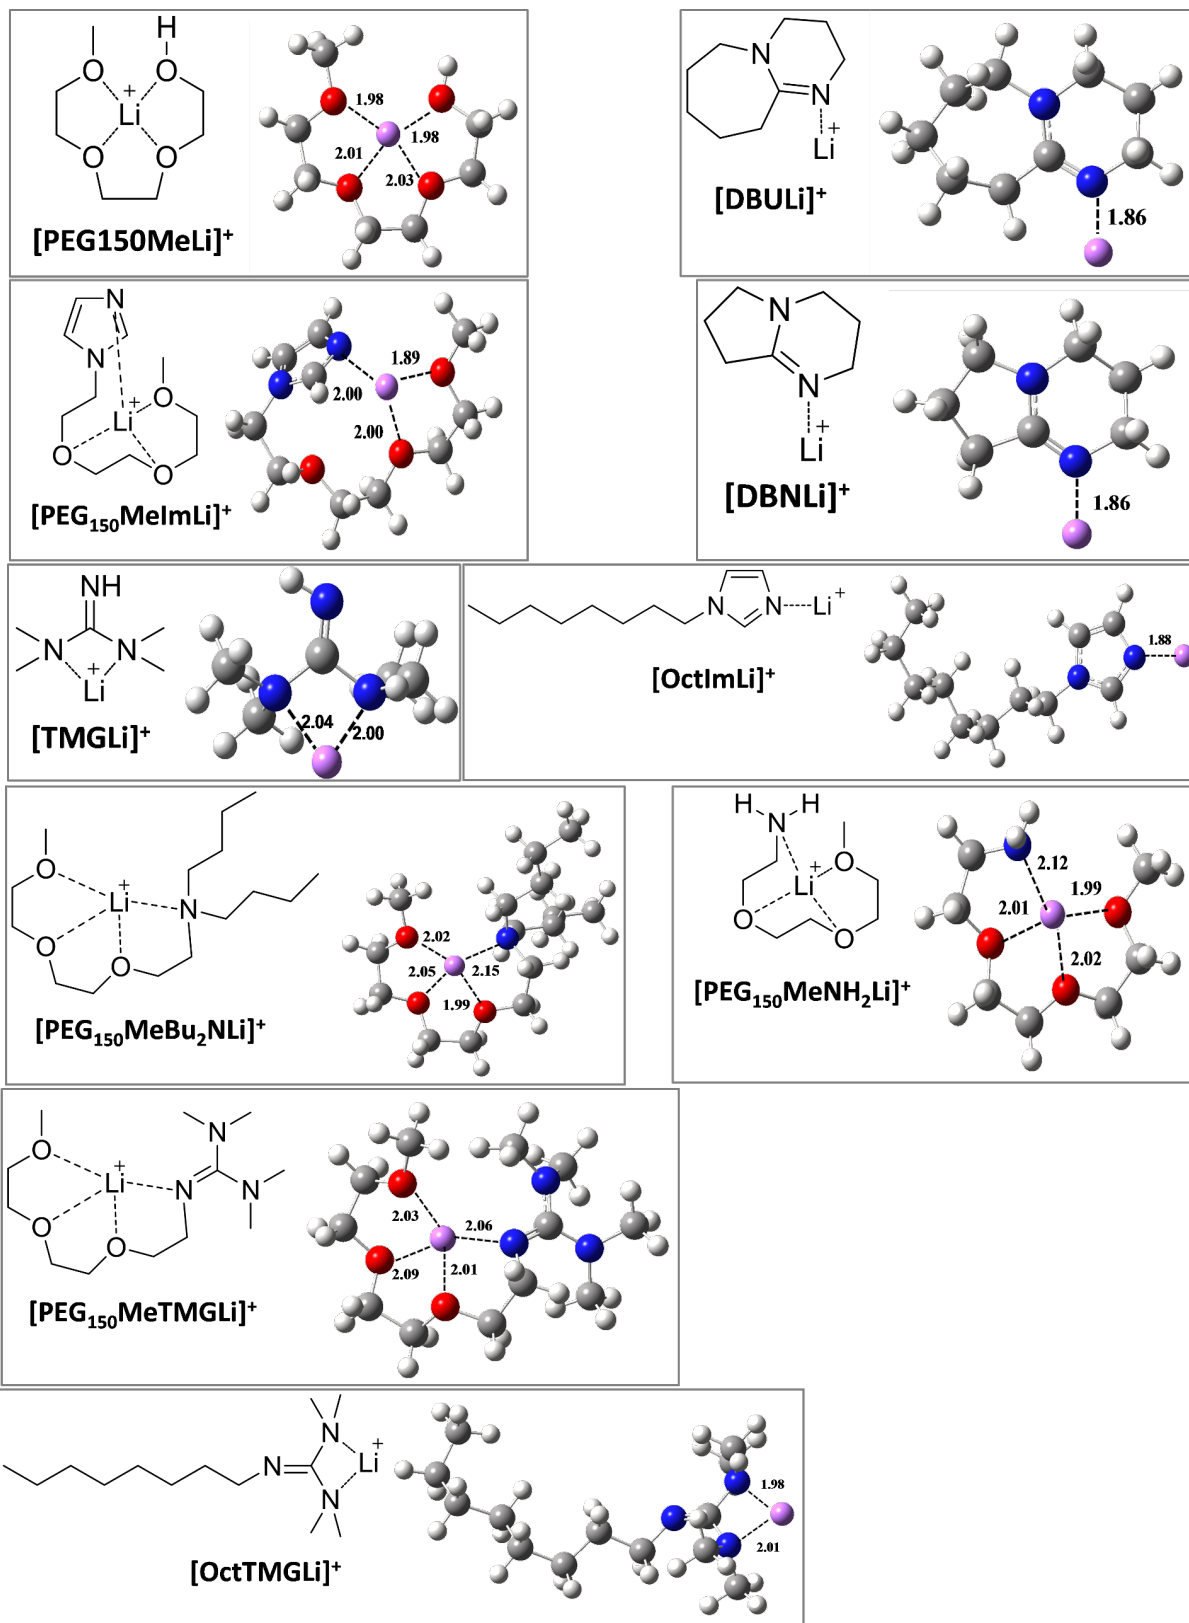 H
O
O
+
Li
O
O
1.98
1.98
2.01
2.03
[PEG150MeLi]+
N
N
+
Li
[DBULi]+
1.86
N
N
+
Li
O
O
O
1.89
2.00
2.00
[PEG150MeImLi]+
N
N
+
Li
[DBNLi]+
1.86
NH
N
N
+
Li
[TMGLi]+
2.04
2.00
N
N
Li
+
[OctImLi]+
1.88
O
+
Li
N
O
O
2.02
2.05
2.15
1.99
[PEG150MeBu2NLi]+
H
H
N
O
+
Li
O
O
2.12
1.99
2.01
2.02
[PEG150MeNH2Li]+
N
O
+
Li
N
N
O
O
2.03
2.06
2.09
2.01
[PEG150MeTMGLi]+
N
+
Li
N
N
1.98
2.01
[OctTMGLi]+